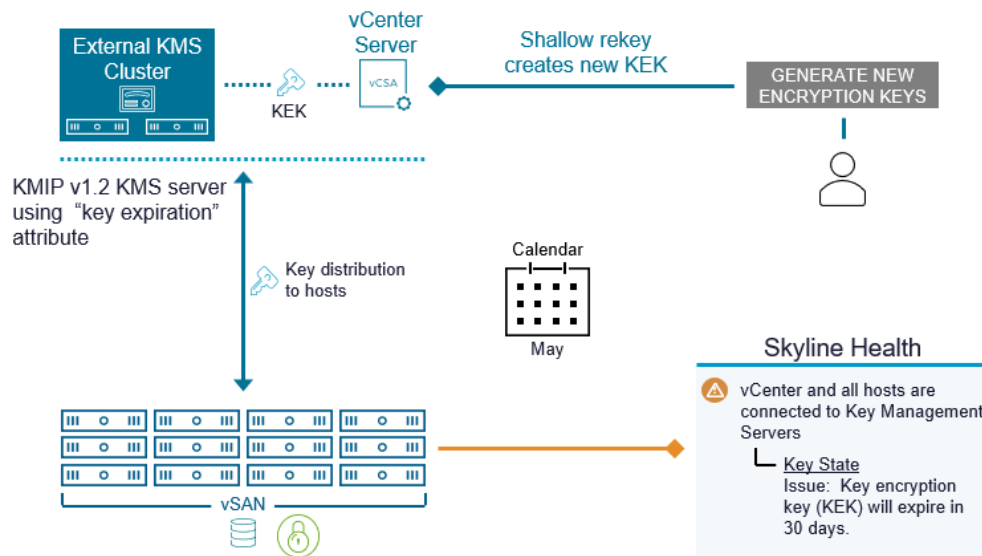 External KMS
Cluster
KEK
vCenter
Server
vCSA
Shallow rekey
creates new KEK
GENERATE NEW
ENCRYPTION KEYS
KMIP v1.2 KMS server
using “key expiration”
attribute
Key distribution
to hosts
Calendar
May
vSAN
Skyline Health
vCenter and all hosts are
connected to Key Management
Servers
Key State
Issue: Key encryption
key (KEK) will expire in
30 days.